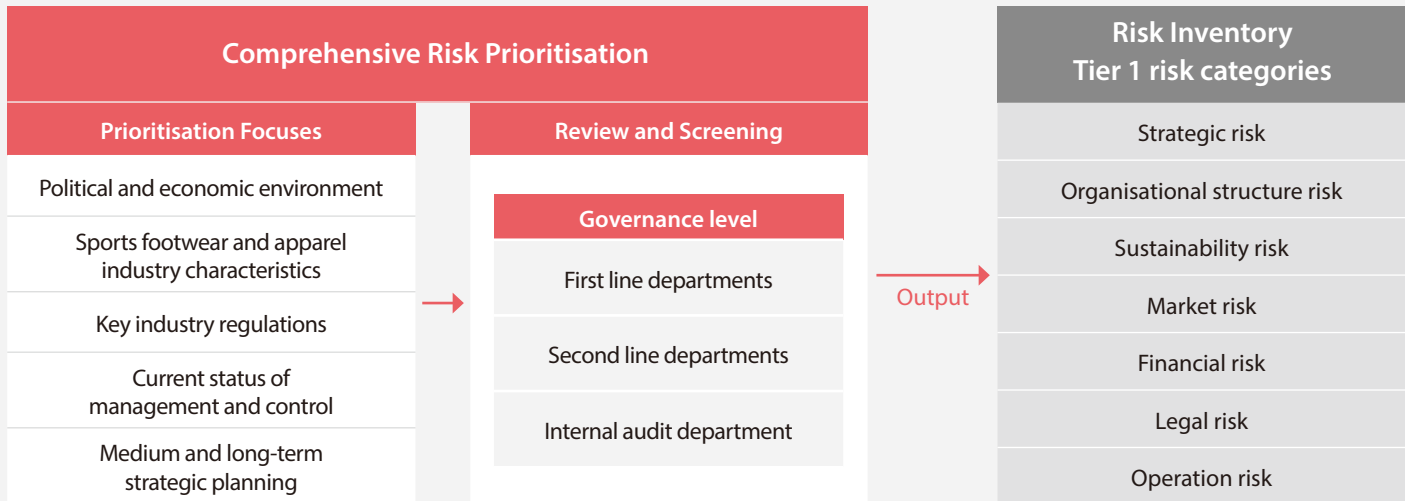 Comprehensive Risk Prioritisation
Prioritisation Focuses
Political and economic environment
Sports footwear and apparel
industry characteristics
Key industry regulations
Current status of
management and control
Medium and long-term
strategic planning
Review and Screening
Governance level
First line departments
Second line departments
Internal audit department
Output
Risk Inventory
Tier 1 risk categories
Strategic risk
Organisational structure risk
Sustainability risk
Market risk
Financial risk
Legal risk
Operation risk